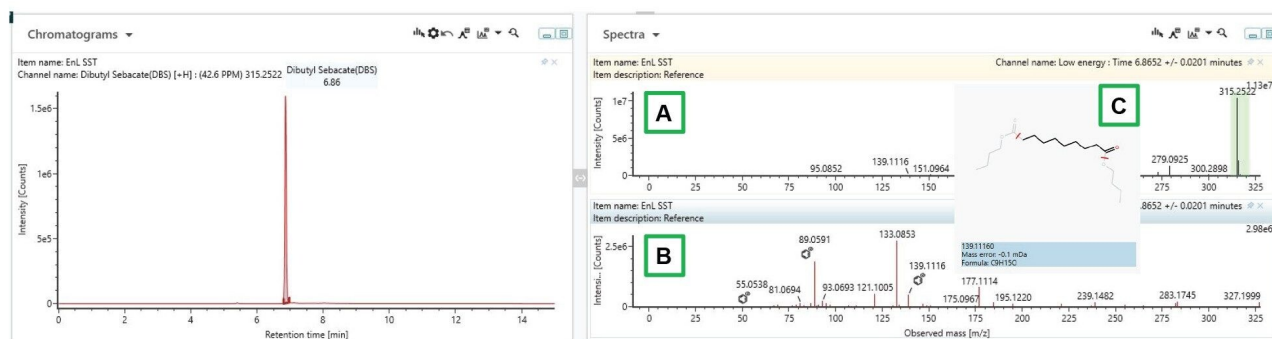 Chromatograms
Item name: EnL SST
Channel name: Dibutyl Sebacate(DBS) [+H] : (42.6 PPM) 315.2522
Dibutyl Sebacate(DBS)
6.86
1.5e6
1e6
5e5
0
Intensity [Counts]
0 2 4 6 8 10 12 14
Retention time [min]
Spectra
Item name: EnL SST
Channel name: Low energy : Time 6.8652 +/- 0.0201 minutes
Item description: Reference
1.13e7
A
C
315.2522
1e7
5e6
0
Intensity [Counts]
95.0852
139.1116
151.0964
279.0925
300.2898
0 25 50 75 100 125 150 275 300 325
Item name: EnL SST
.8652 +/- 0.0201 minutes
Item description: Reference
2.98e6
B
139.11160
Mass error: -0.1 mDa
Formula: C9H15O
2.5e6
0
Intensi... [Counts]
55.0538
81.0694
89.0591
93.0693
121.1005
133.0853
139.1116
175.0967
177.1114
195.1220
239.1482
283.1745
327.1999
0 25 50 75 100 125 150 175 200 225 250 275 300 325
Observed mass [m/z]